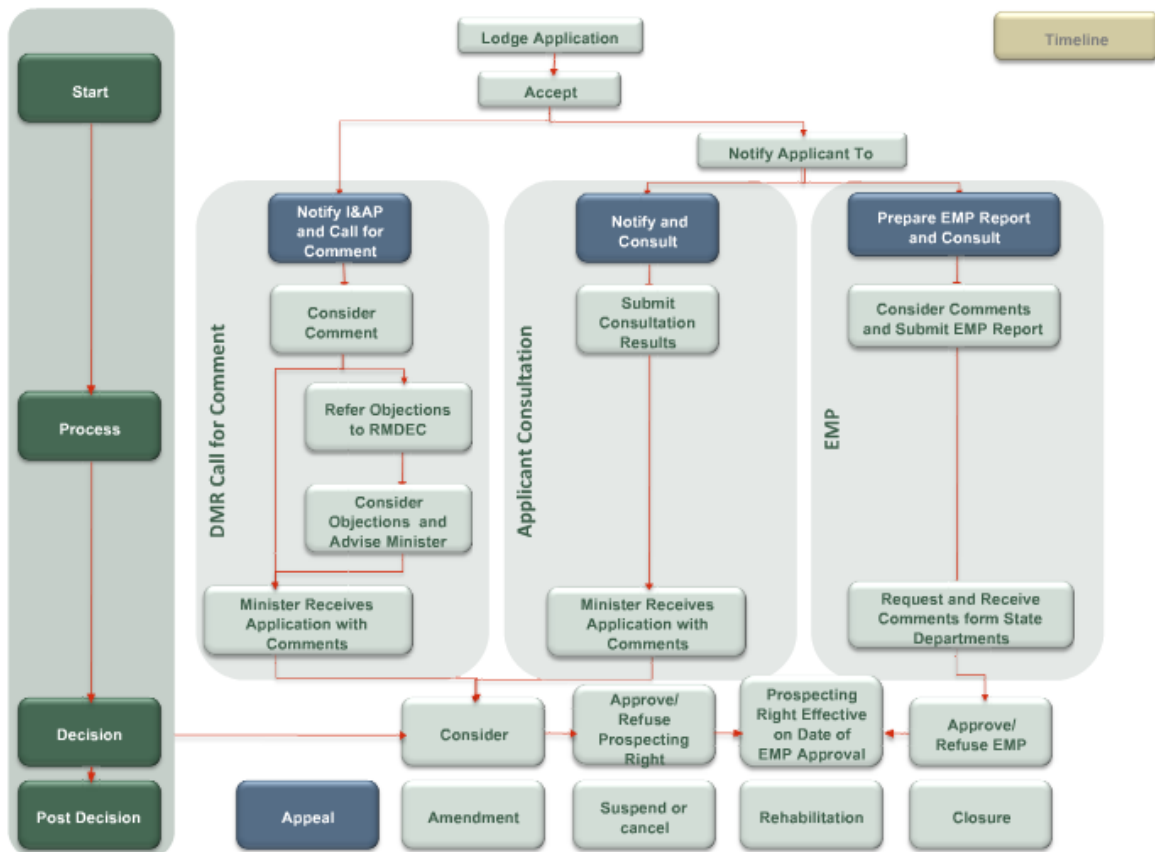 Lodge Application
Timeline
Start
Accept
Notify Applicant To
Notify I&AP
and Call for
Comment
Notify and
Consult
Prepare EMP Report
and Consult
Consider
Comment
Submit
Consultation
Results
Consider Comments
and Submit EMP Report
DMR Call for Comment
Applicant Consultation
EMP
Process
Refer Objections
to RMDEC
Consider
Objections and
Advise Minister
Minister Receives
Application with
Comments
Minister Receives
Application with
Comments
Request and Receive
Comments form State
Departments
Decision
Consider
Approve/
Refuse
Prospecting
Right
Prospecting
Right Effective
on Date of
EMP Approval
Approve/
Refuse EMP
Post Decision
Appeal
Amendment
Suspend or
cancel
Rehabilitation
Closure